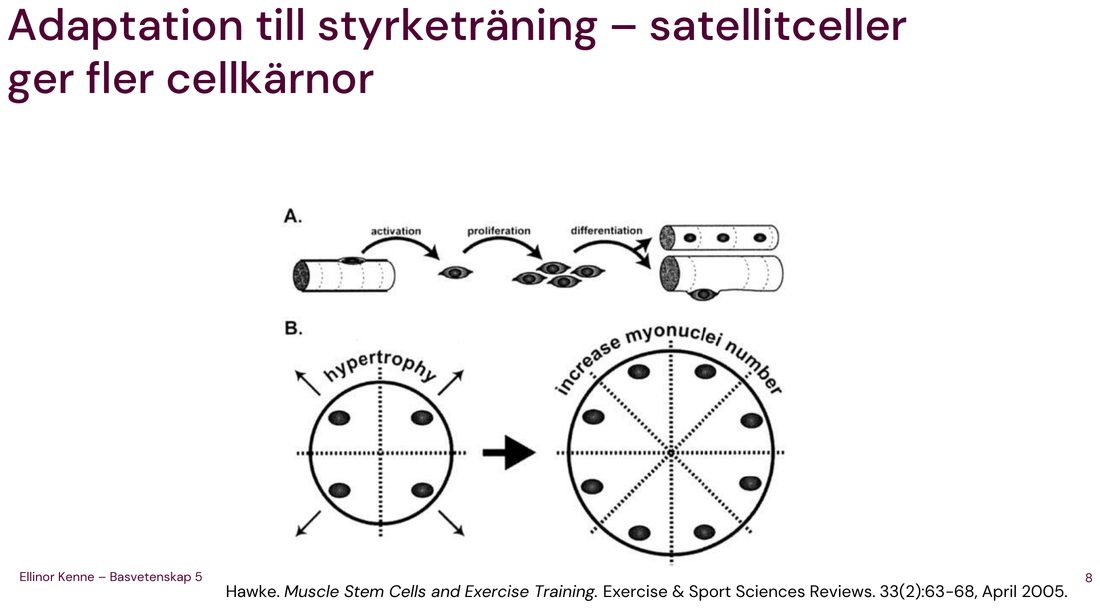 Adaptation till styrketräning – satellitceller
ger fler cellkärnor
A.
activation
proliferation
differentiation
B.
hypertrophy
increase myonuclei number
Ellinor Kenne – Basvetenskap 5
8
Hawke. Muscle Stem Cells and Exercise Training. Exercise & Sport Sciences Reviews. 33(2):63-68, April 2005.